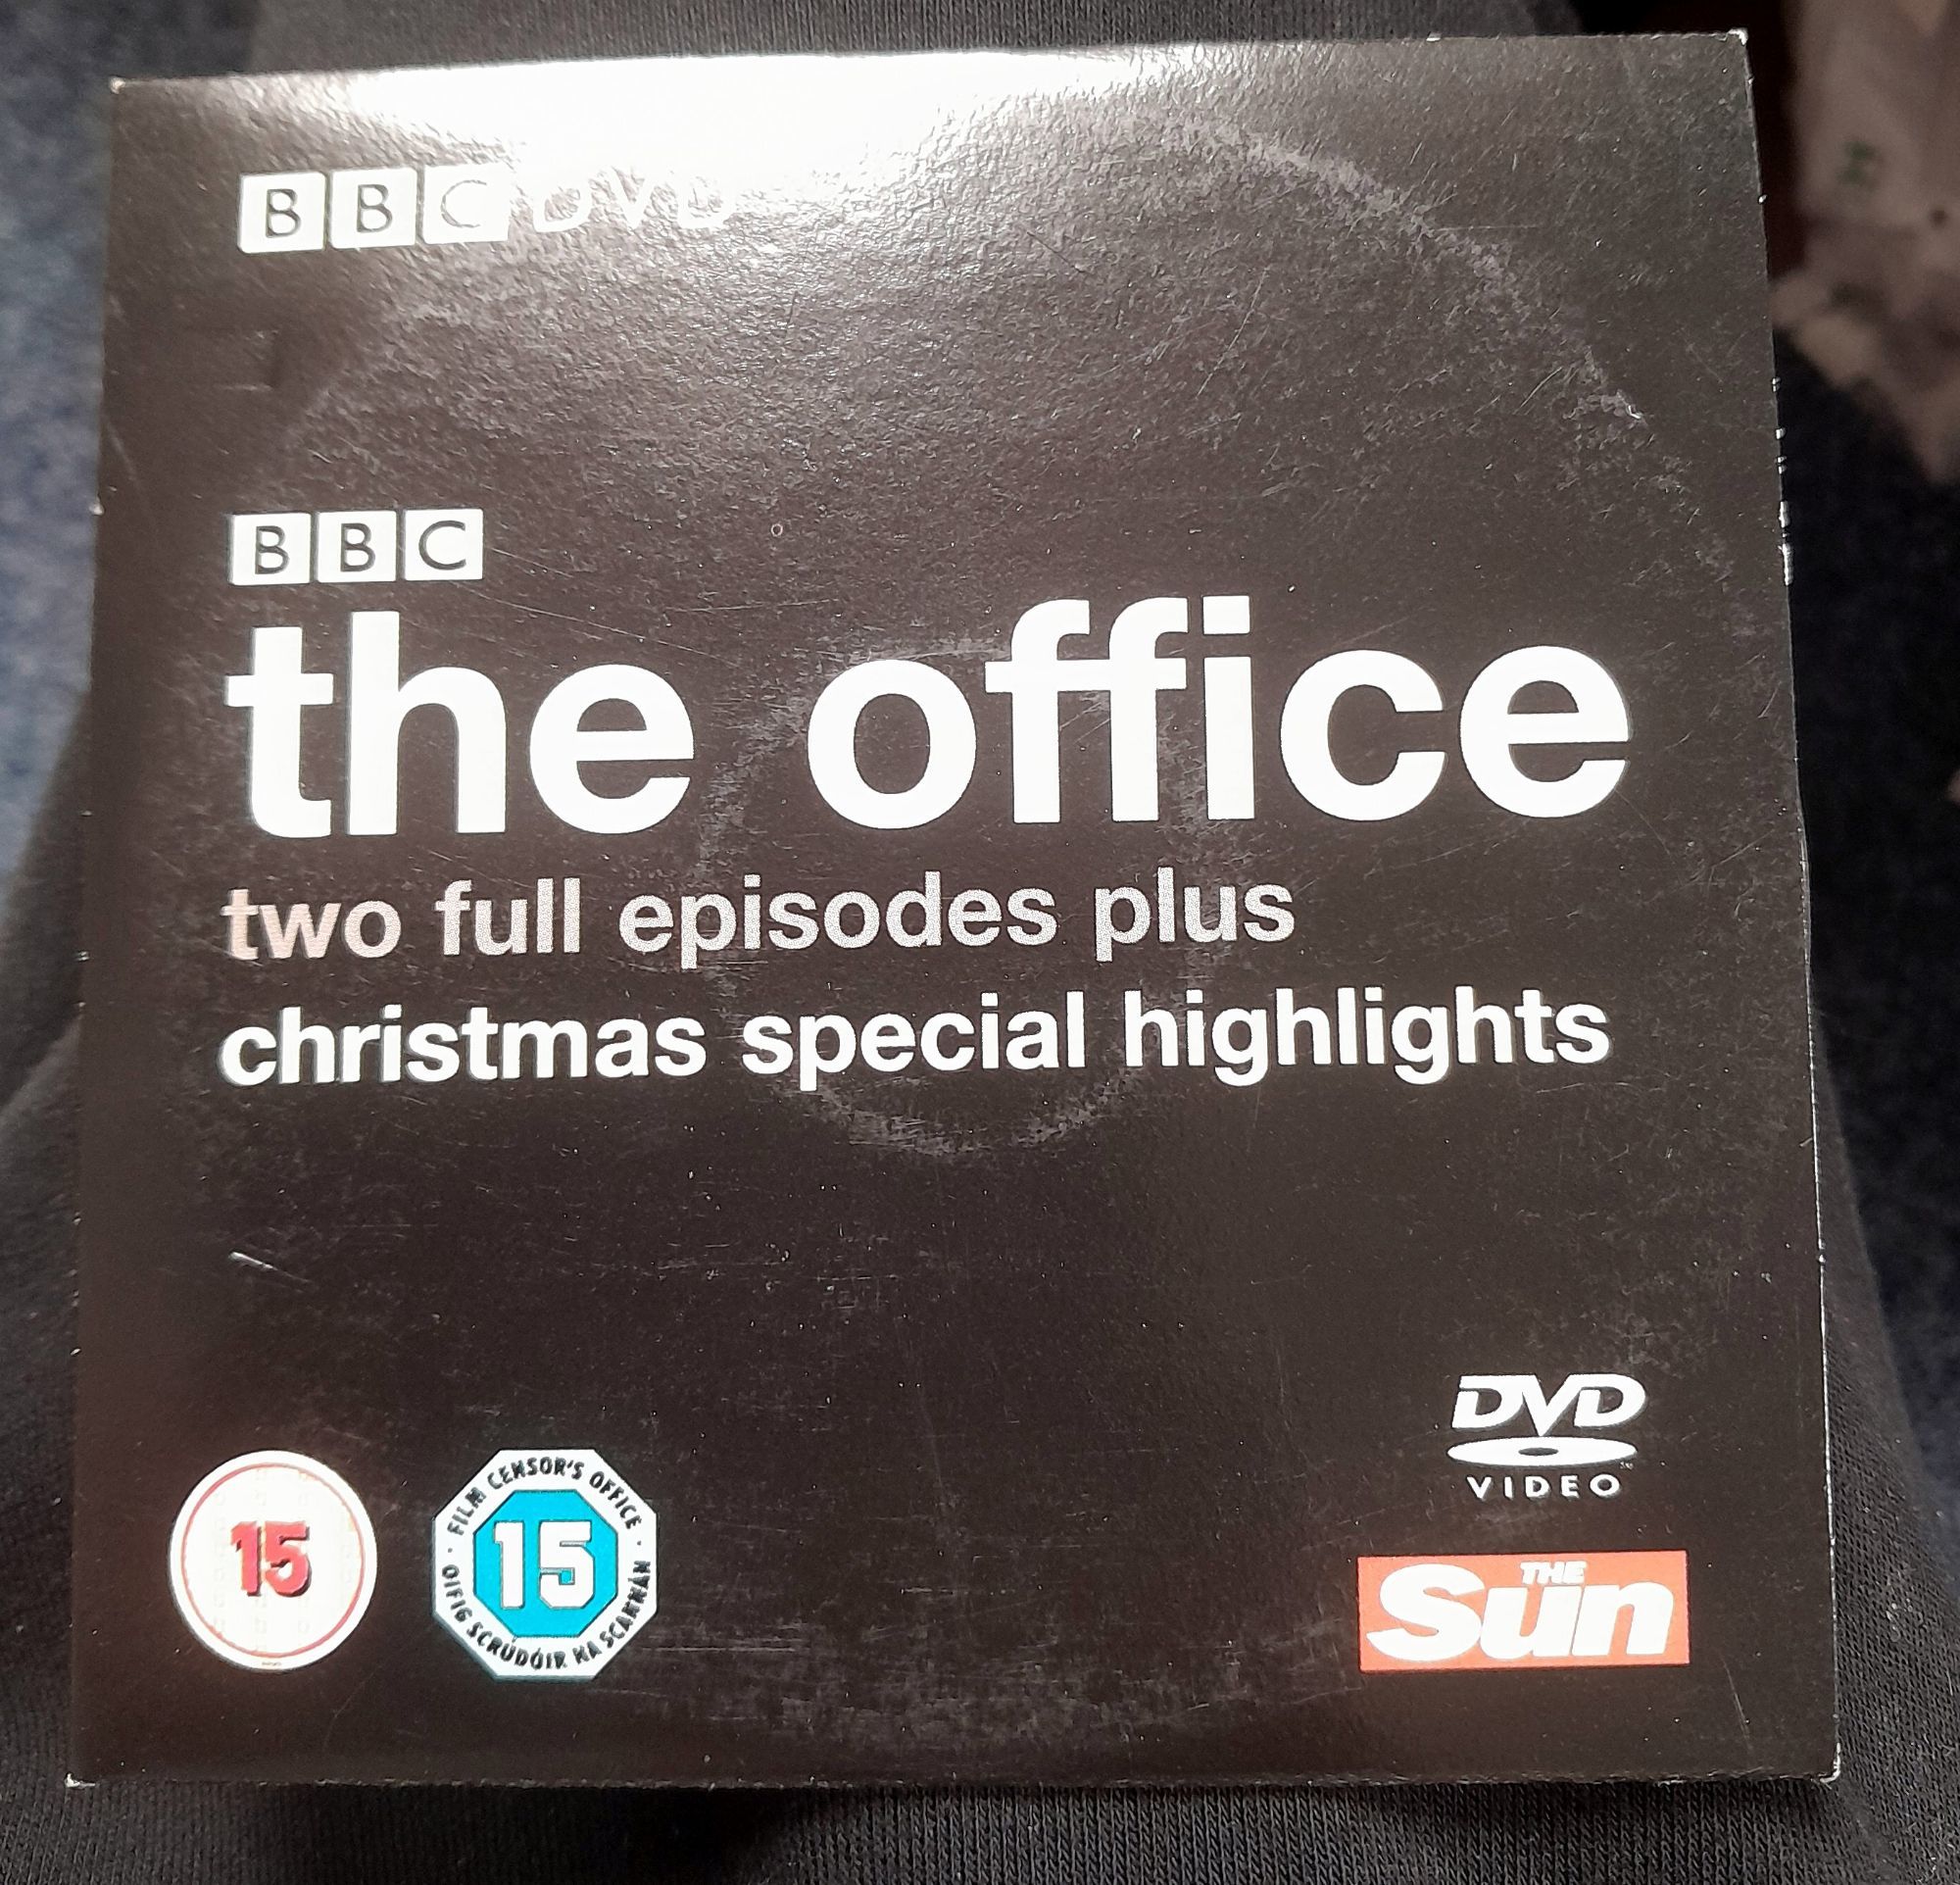 BBC DVD
BBC
the office
two full episodes plus
christmas special highlights
DVD
VIDEO
15
FILM CENSOR'S OFFICE
15
OIFIG SCRÚDÓIR NA SCANNÁN
THE
Sun